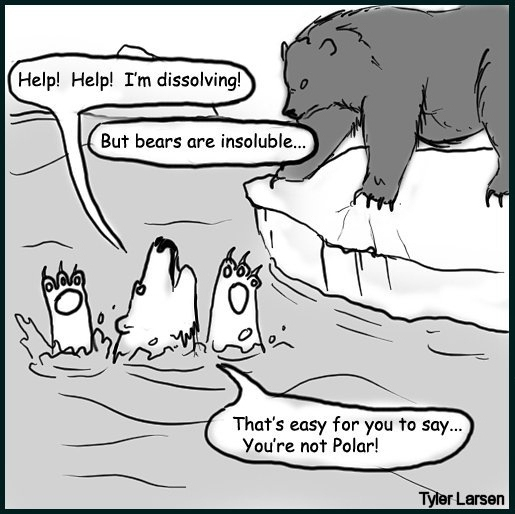 Help!  Help!  I'm dissolving!
But bears are insoluble...
That's easy for you to say...
You're not Polar!
Tyler Larsen